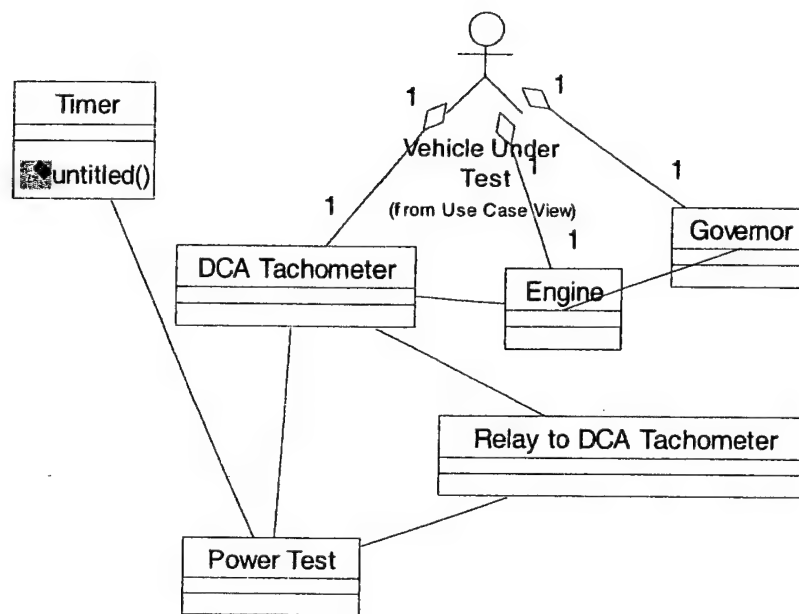 Timer
untitled()
1
1
Vehicle Under
Test
(from Use Case View)
1
1
1
1
DCA Tachometer
Engine
Governor
Relay to DCA Tachometer
Power Test